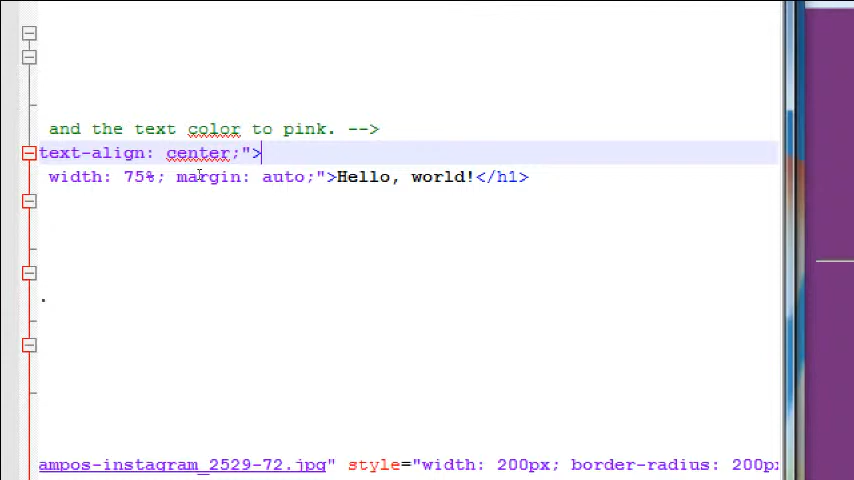 and the text color to pink. -->
text-align: center;">
width: 75%; margin: auto;">Hello, world!</h1>
.
ampos-instagram_2529-72.jpg" style="width: 200px; border-radius: 200px